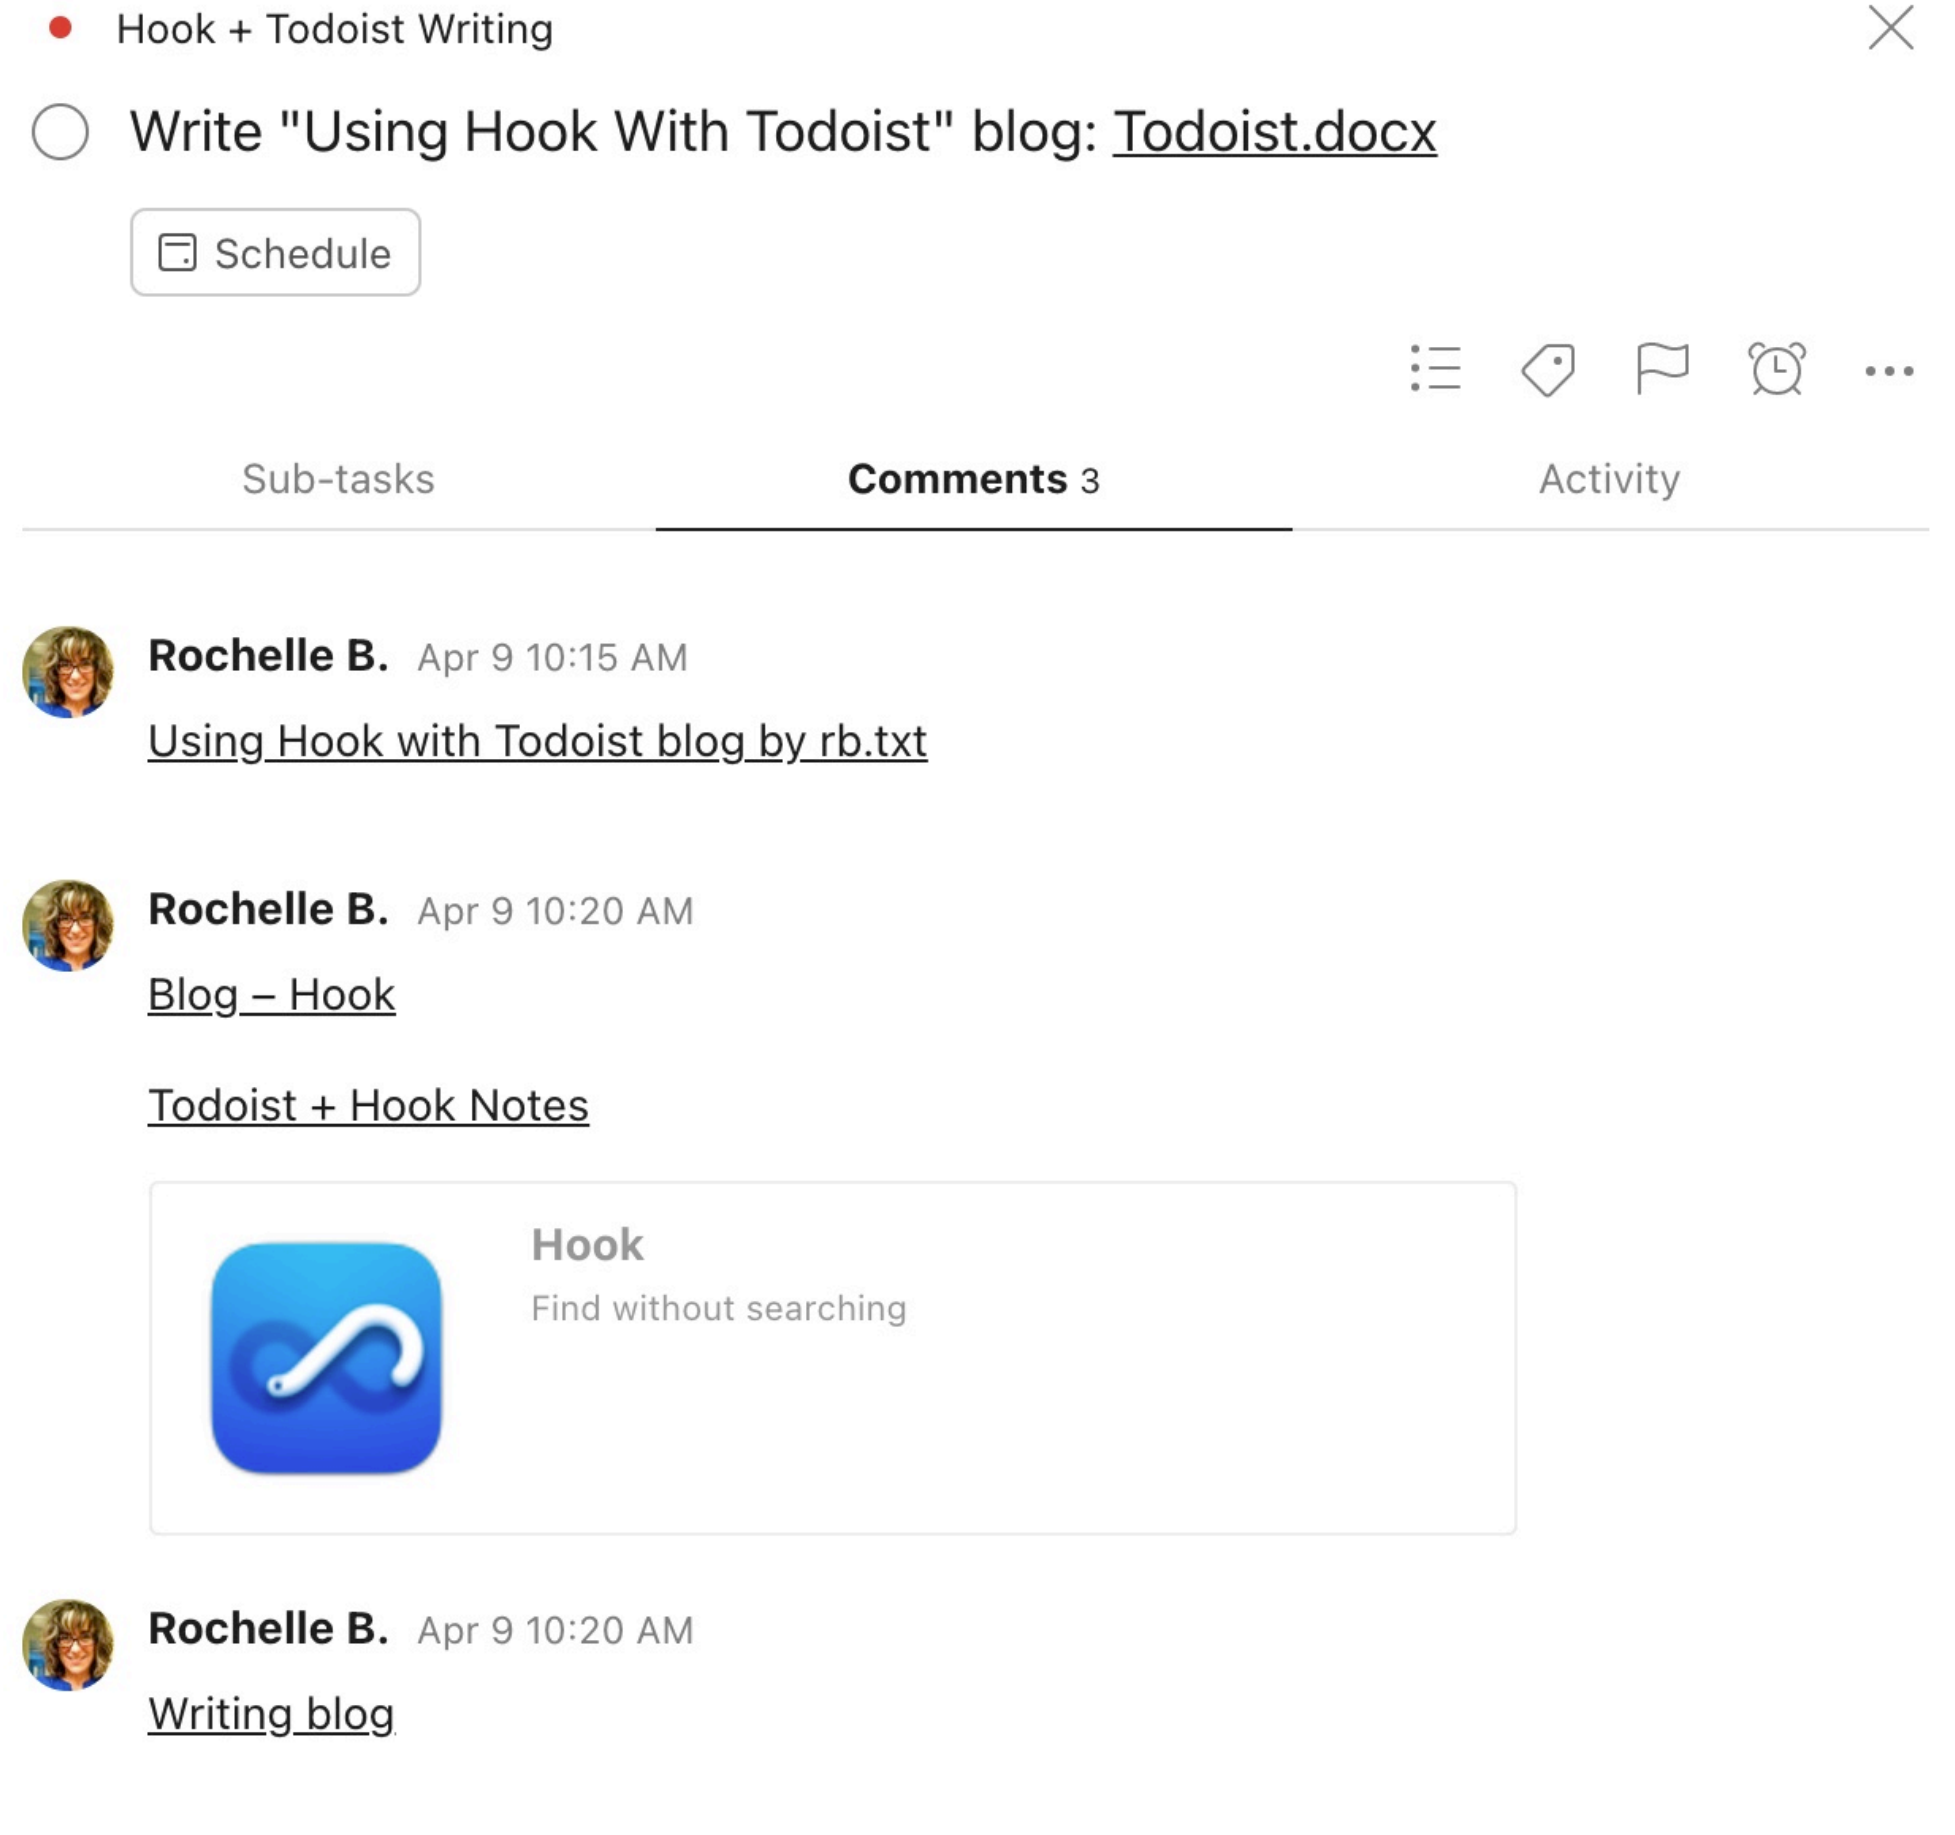 Hook + Todoist Writing
Write "Using Hook With Todoist" blog: Todoist.docx
Schedule
Sub-tasks Comments 3 Activity
Rochelle B. Apr 9 10:15 AM
Using Hook with Todoist blog by rb.txt
Rochelle B. Apr 9 10:20 AM
Blog – Hook
Todoist + Hook Notes
Hook
Find without searching
Rochelle B. Apr 9 10:20 AM
Writing blog